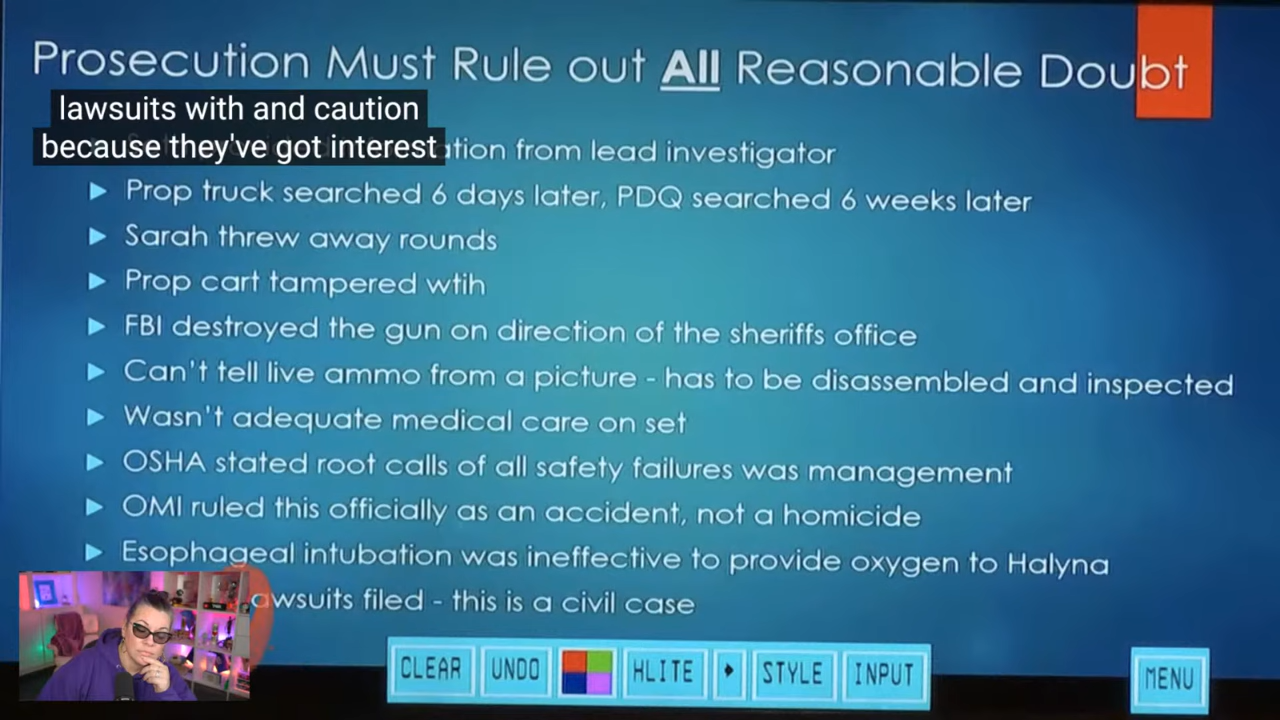 Prosecution Must Rule out All Reasonable Doubt
lawsuits with and caution
because they've got interest
from lead investigator
Prop truck searched 6 days later, PDQ searched 6 weeks later
Sarah threw away rounds
Prop cart tampered wtih
FBI destroyed the gun on direction of the sheriffs office
Can't tell live ammo from a picture - has to be disassembled and inspected
Wasn't adequate medical care on set
OSHA stated root calls of all safety failures was management
OMI ruled this officially as an accident, not a homicide
Esophageal intubation was ineffective to provide oxygen to Halyna
filed - this is a civil case
CLEAR UNDO HLITE STYLE INPUT MENU